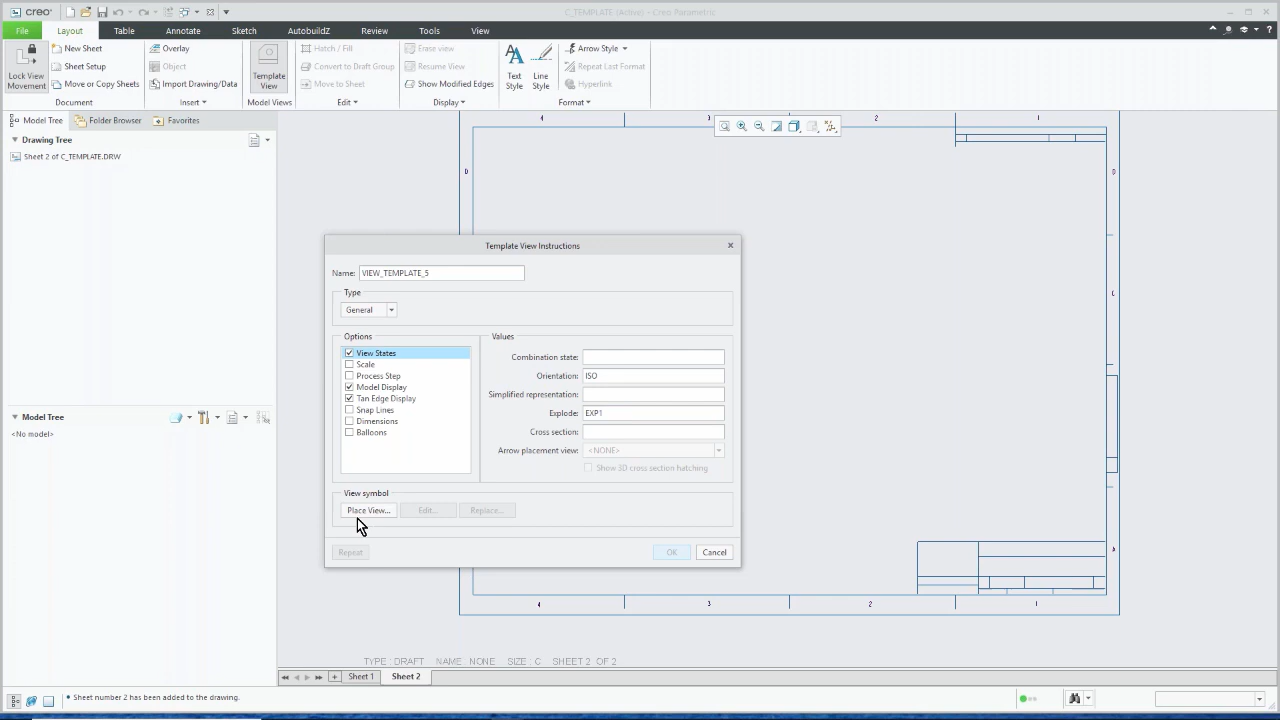 creo
C_TEMPLATE (Active) - Creo Parametric
File Layout Table Annotate Sketch AutobuildZ Review Tools View
Lock View Movement
New Sheet
Sheet Setup
Move or Copy Sheets
Document
Overlay
Object
Import Drawing/Data
Insert
Template View
Model Views
Hatch / Fill
Convert to Draft Group
Move to Sheet
Edit
Erase view
Resume View
Show Modified Edges
Display
Text Style
Line Style
Arrow Style
Repeat Last Format
Hyperlink
Format
Model Tree Folder Browser Favorites
Drawing Tree
Sheet 2 of C_TEMPLATE.DRW
Model Tree
<No model>
4 3 2 1
D D
C
A
4 3 2 1
Template View Instructions
Name: VIEW_TEMPLATE_5
Type
General
Options
View States
Scale
Process Step
Model Display
Tan Edge Display
Snap Lines
Dimensions
Balloons
Values
Combination state:
Orientation: ISO
Simplified representation:
Explode: EXP1
Cross section:
Arrow placement view: <NONE>
Show 3D cross section hatching
View symbol
Place View... Edit... Replace...
Repeat OK Cancel
TYPE : DRAFT NAME : NONE SIZE : C SHEET 2 OF 2
Sheet 1 Sheet 2
• Sheet number 2 has been added to the drawing.